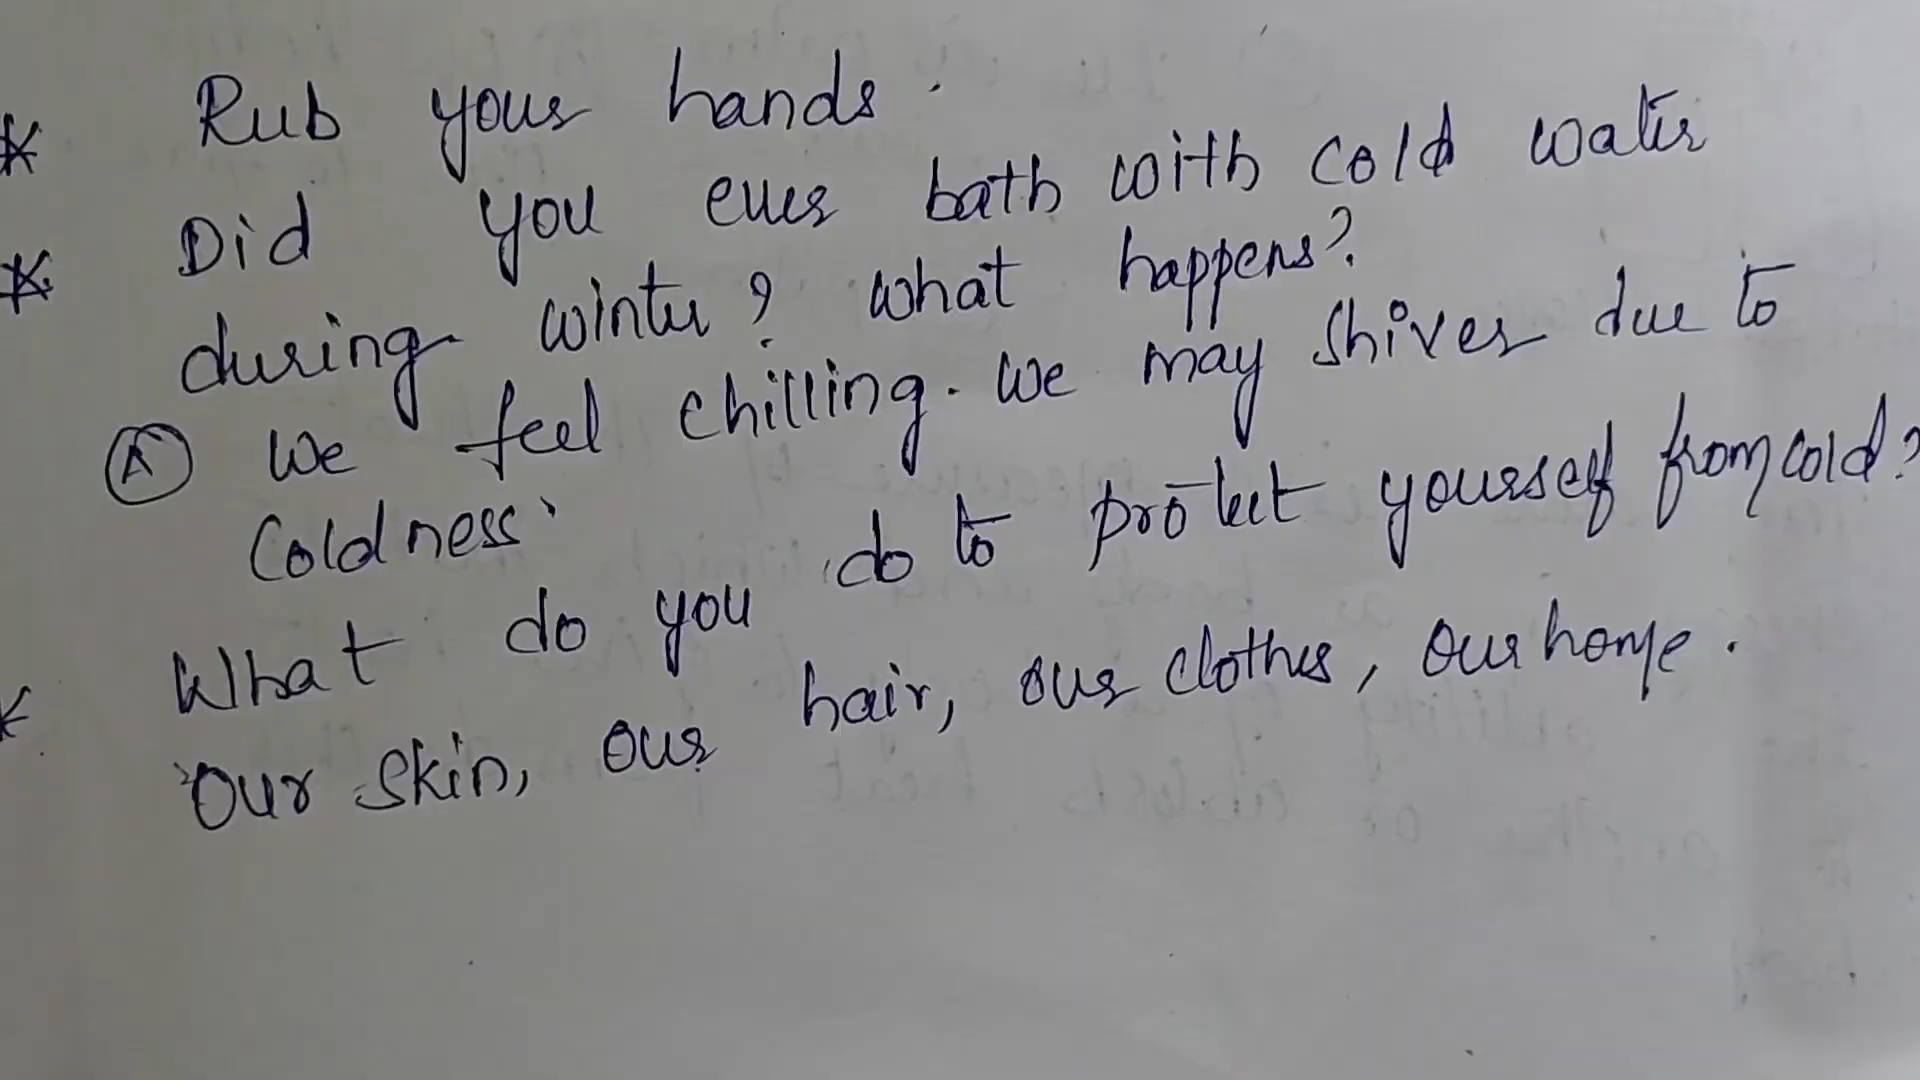 * Rub your hands.
* Did you ever bath with cold water
during winter? what happens?
(A) We feel chilling. We may shiver due to
Coldness.
* What do you do to protect yourself from cold?
Our skin, our hair, our clothes, our home.